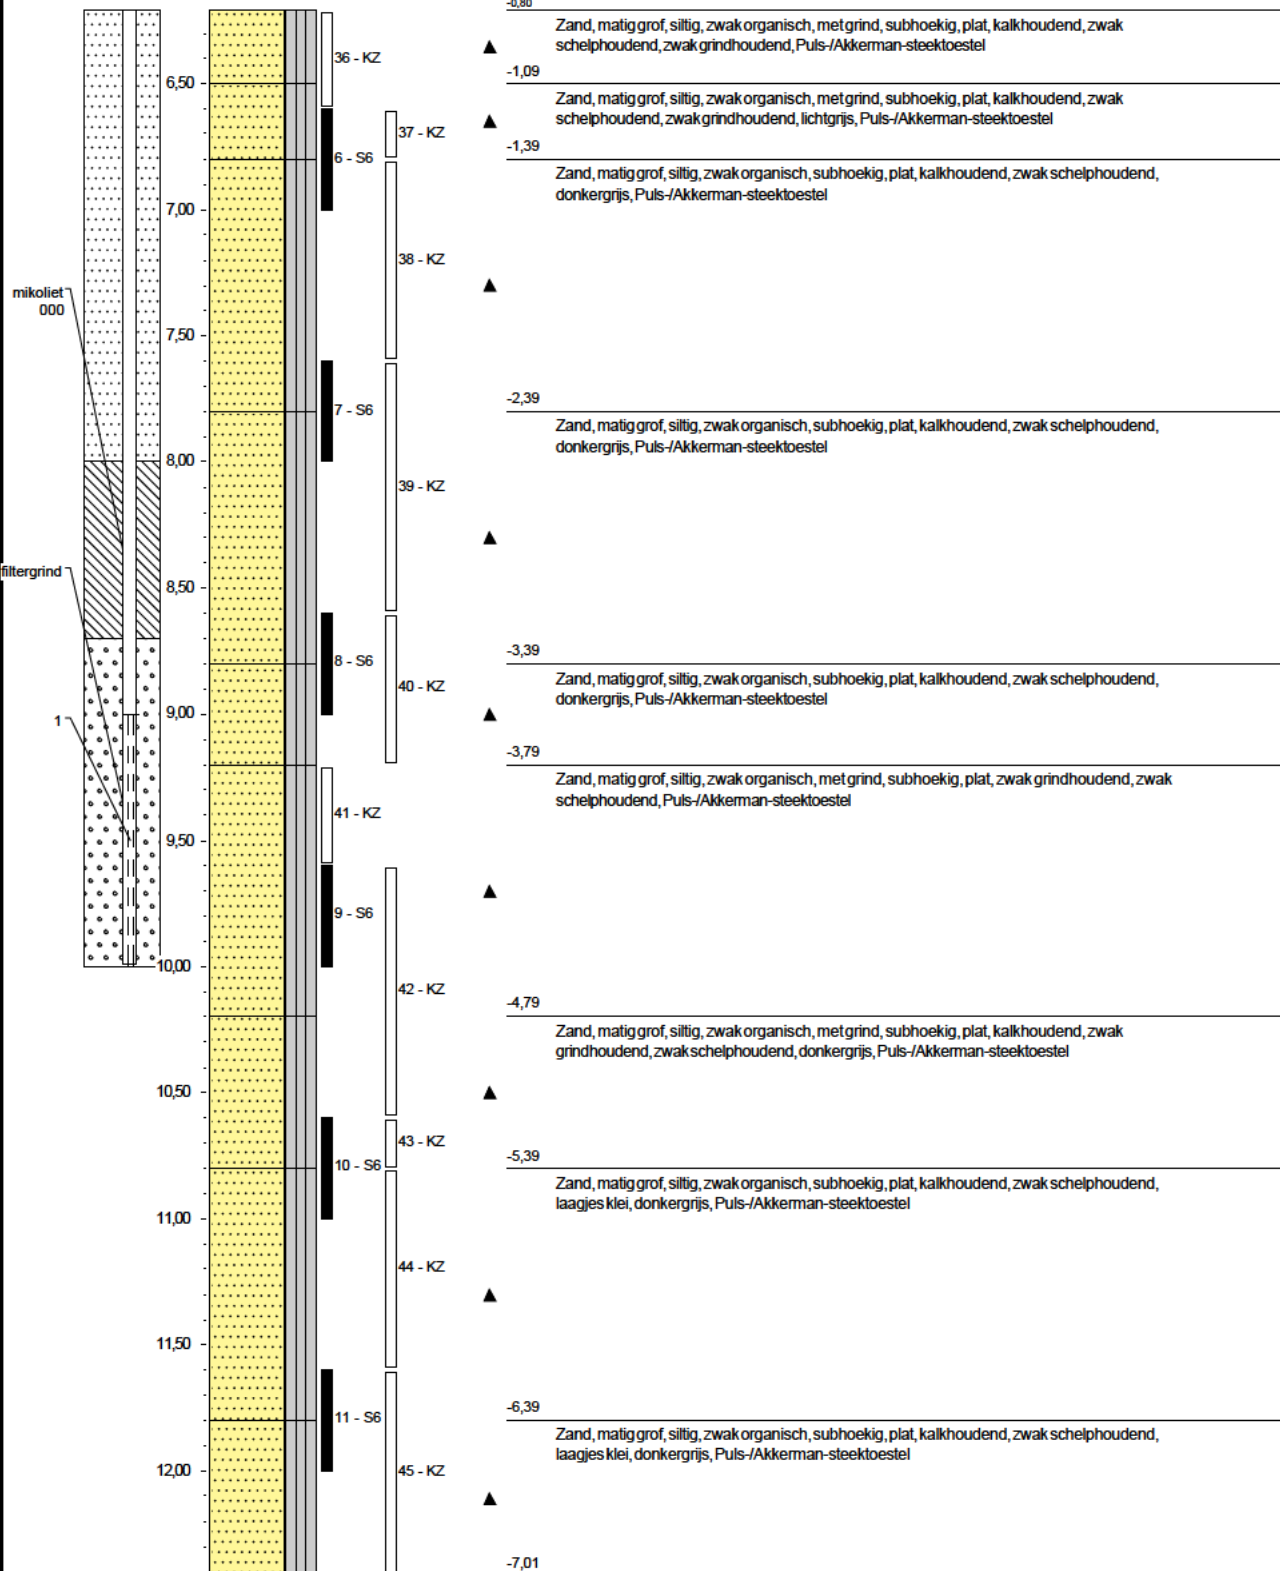 -0,80
Zand, matig grof, siltig, zwak organisch, met grind, subhoekig, plat, kalkhoudend, zwak
schelphoudend, zwak grindhoudend, Puls-/Akkerman-steektoestel
36 - KZ
-1,09
6,50
Zand, matig grof, siltig, zwak organisch, met grind, subhoekig, plat, kalkhoudend, zwak
schelphoudend, zwak grindhoudend, lichtgrijs, Puls-/Akkerman-steektoestel
37 - KZ
-1,39
6 - S6
Zand, matig grof, siltig, zwak organisch, subhoekig, plat, kalkhoudend, zwak schelphoudend,
donkergrijs, Puls-/Akkerman-steektoestel
7,00
38 - KZ
mikoliet
000
7,50
-2,39
7 - S6
Zand, matig grof, siltig, zwak organisch, subhoekig, plat, kalkhoudend, zwak schelphoudend,
donkergrijs, Puls-/Akkerman-steektoestel
8,00
39 - KZ
filtergrind
8,50
-3,39
8 - S6
Zand, matig grof, siltig, zwak organisch, subhoekig, plat, kalkhoudend, zwak schelphoudend,
donkergrijs, Puls-/Akkerman-steektoestel
40 - KZ
9,00
1
-3,79
Zand, matig grof, siltig, zwak organisch, met grind, subhoekig, plat, zwak grindhoudend, zwak
schelphoudend, Puls-/Akkerman-steektoestel
41 - KZ
9,50
9 - S6
10,00
42 - KZ
-4,79
Zand, matig grof, siltig, zwak organisch, met grind, subhoekig, plat, kalkhoudend, zwak
grindhoudend, zwak schelphoudend, donkergrijs, Puls-/Akkerman-steektoestel
10,50
43 - KZ
-5,39
10 - S6
Zand, matig grof, siltig, zwak organisch, subhoekig, plat, kalkhoudend, zwak schelphoudend,
laagjes klei, donkergrijs, Puls-/Akkerman-steektoestel
11,00
44 - KZ
11,50
-6,39
11 - S6
Zand, matig grof, siltig, zwak organisch, subhoekig, plat, kalkhoudend, zwak schelphoudend,
laagjes klei, donkergrijs, Puls-/Akkerman-steektoestel
12,00
45 - KZ
-7,01